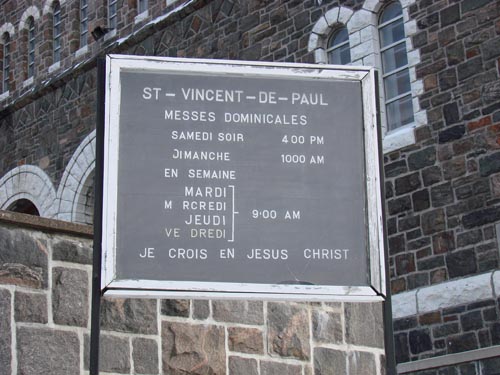 ST-VINCENT-DE-PAUL
MESSES DOMINICALES
SAMEDI SOIR 4:00 PM
DIMANCHE 1000 AM
EN SEMAINE
MARDI
M RCREDI
JEUDI
VE DREDI
9:00 AM
JE CROIS EN JESUS CHRIST